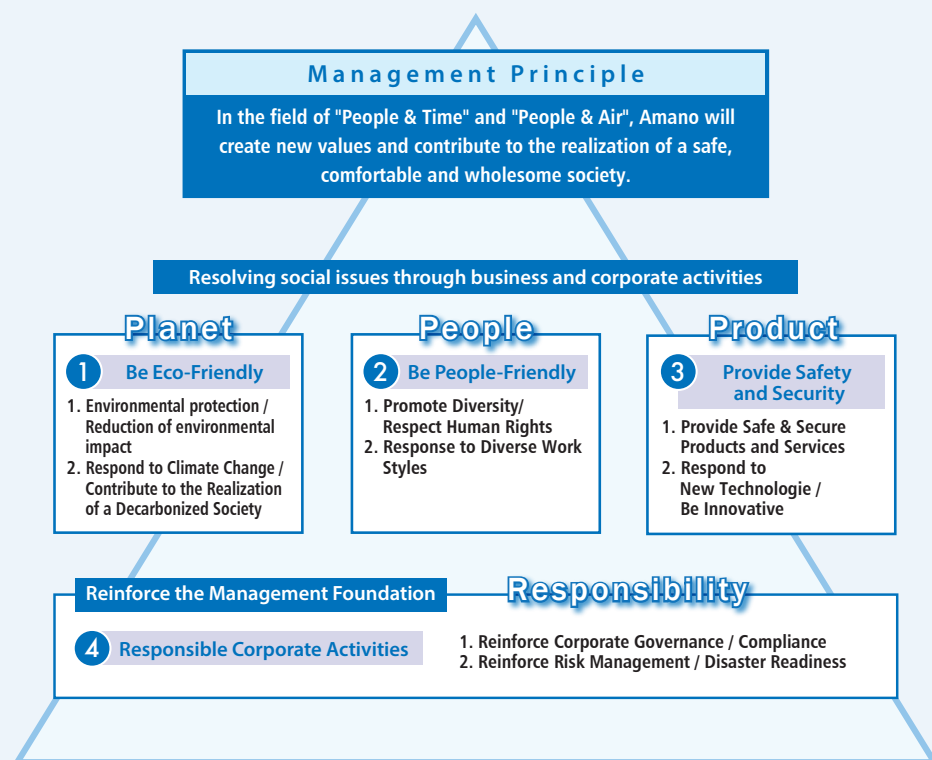 Management Principle
In the field of "People & Time" and "People & Air", Amano will
create new values and contribute to the realization of a safe,
comfortable and wholesome society.
Resolving social issues through business and corporate activities
Planet
1 Be Eco-Friendly
1. Environmental protection /
Reduction of environmental
impact
2. Respond to Climate Change /
Contribute to the Realization
of a Decarbonized Society
People
2 Be People-Friendly
1. Promote Diversity/
Respect Human Rights
2. Response to Diverse Work
Styles
Product
3 Provide Safety
and Security
1. Provide Safe & Secure
Products and Services
2. Respond to
New Technologie /
Be Innovative
Reinforce the Management Foundation
Responsibility
4 Responsible Corporate Activities
1. Reinforce Corporate Governance / Compliance
2. Reinforce Risk Management / Disaster Readiness